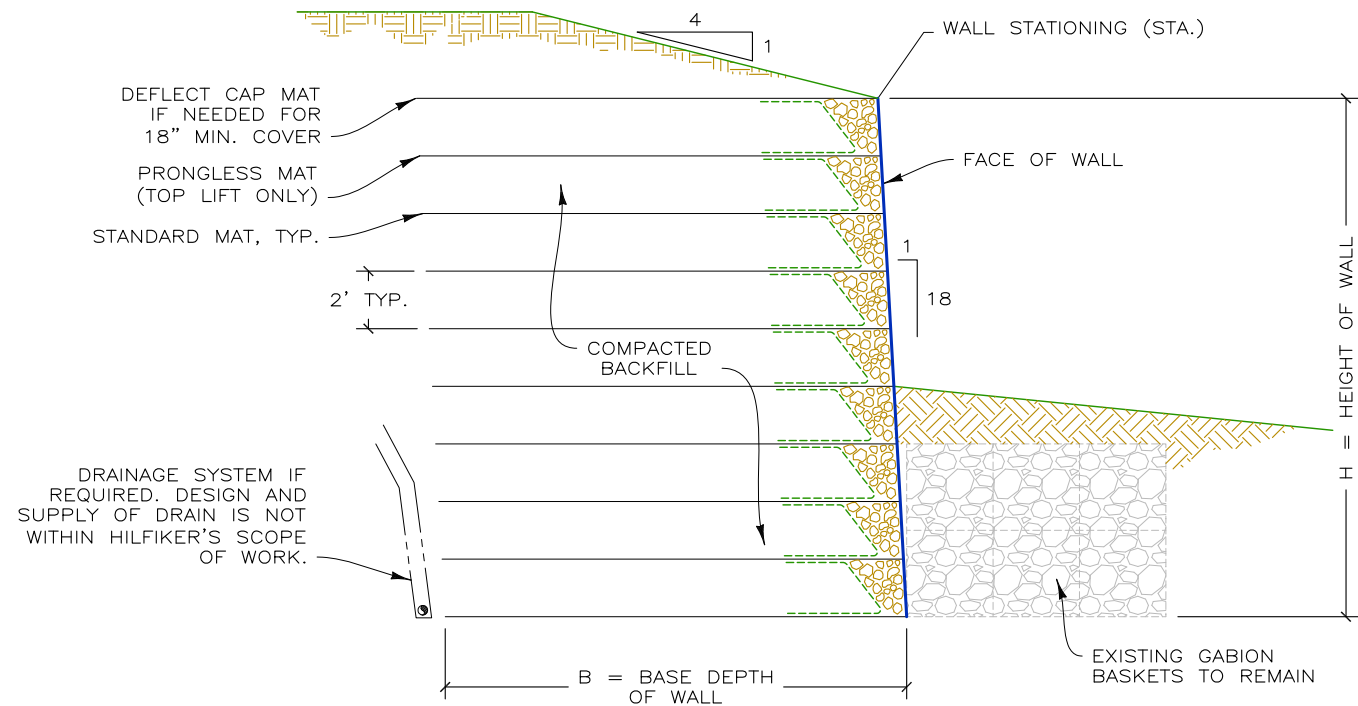 4
1
WALL STATIONING (STA.)
DEFLECT CAP MAT
IF NEEDED FOR
18" MIN. COVER
PRONGLESS MAT
(TOP LIFT ONLY)
STANDARD MAT, TYP.
FACE OF WALL
1
18
2' TYP.
COMPACTED
BACKFILL
H = HEIGHT OF WALL
DRAINAGE SYSTEM IF
REQUIRED. DESIGN AND
SUPPLY OF DRAIN IS NOT
WITHIN HILFIKER'S SCOPE
OF WORK.
B = BASE DEPTH
OF WALL
EXISTING GABION
BASKETS TO REMAIN